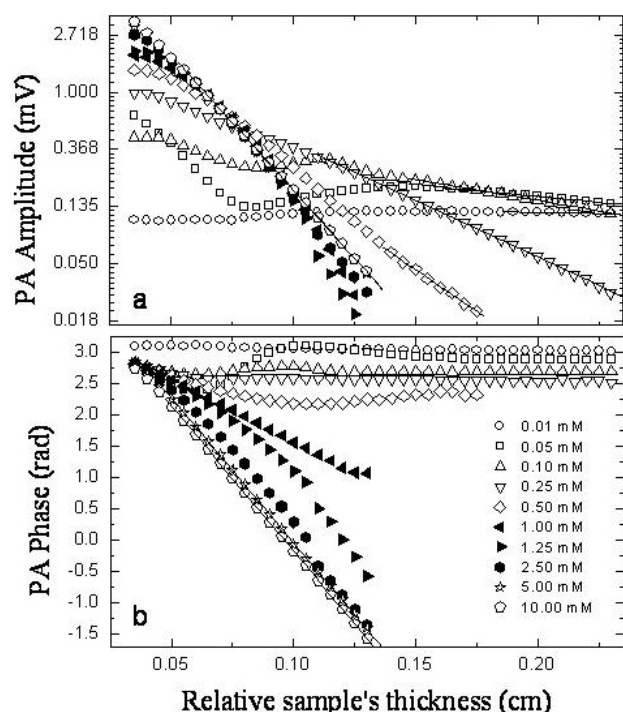 2.718
1.000
0.368
0.135
0.050
0.018
PA Amplitude (mV)
a
3.0
2.5
2.0
1.5
1.0
0.5
0.0
-0.5
-1.0
-1.5
PA Phase (rad)
b
0.01 mM
0.05 mM
0.10 mM
0.25 mM
0.50 mM
1.00 mM
1.25 mM
2.50 mM
5.00 mM
10.00 mM
0.05 0.10 0.15 0.20
Relative sample's thickness (cm)